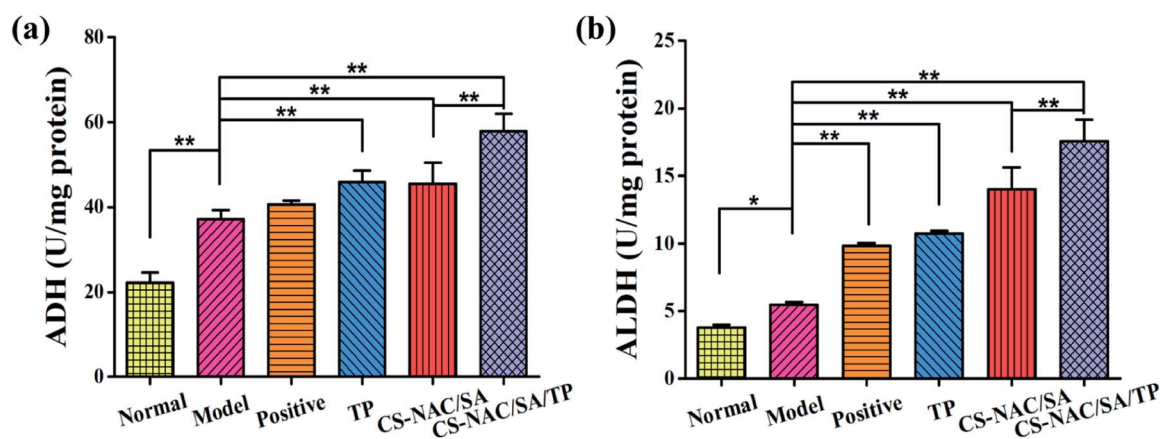 (a)
ADH (U/mg protein)
80
60
40
20
0
**
**
**
**
**
Normal
Model
Positive
TP
CS-NAC/SA
CS-NAC/SA/TP
(b)
ALDH (U/mg protein)
25
20
15
10
5
0
**
**
**
**
**
*
Normal
Model
Positive
TP
CS-NAC/SA
CS-NAC/SA/TP